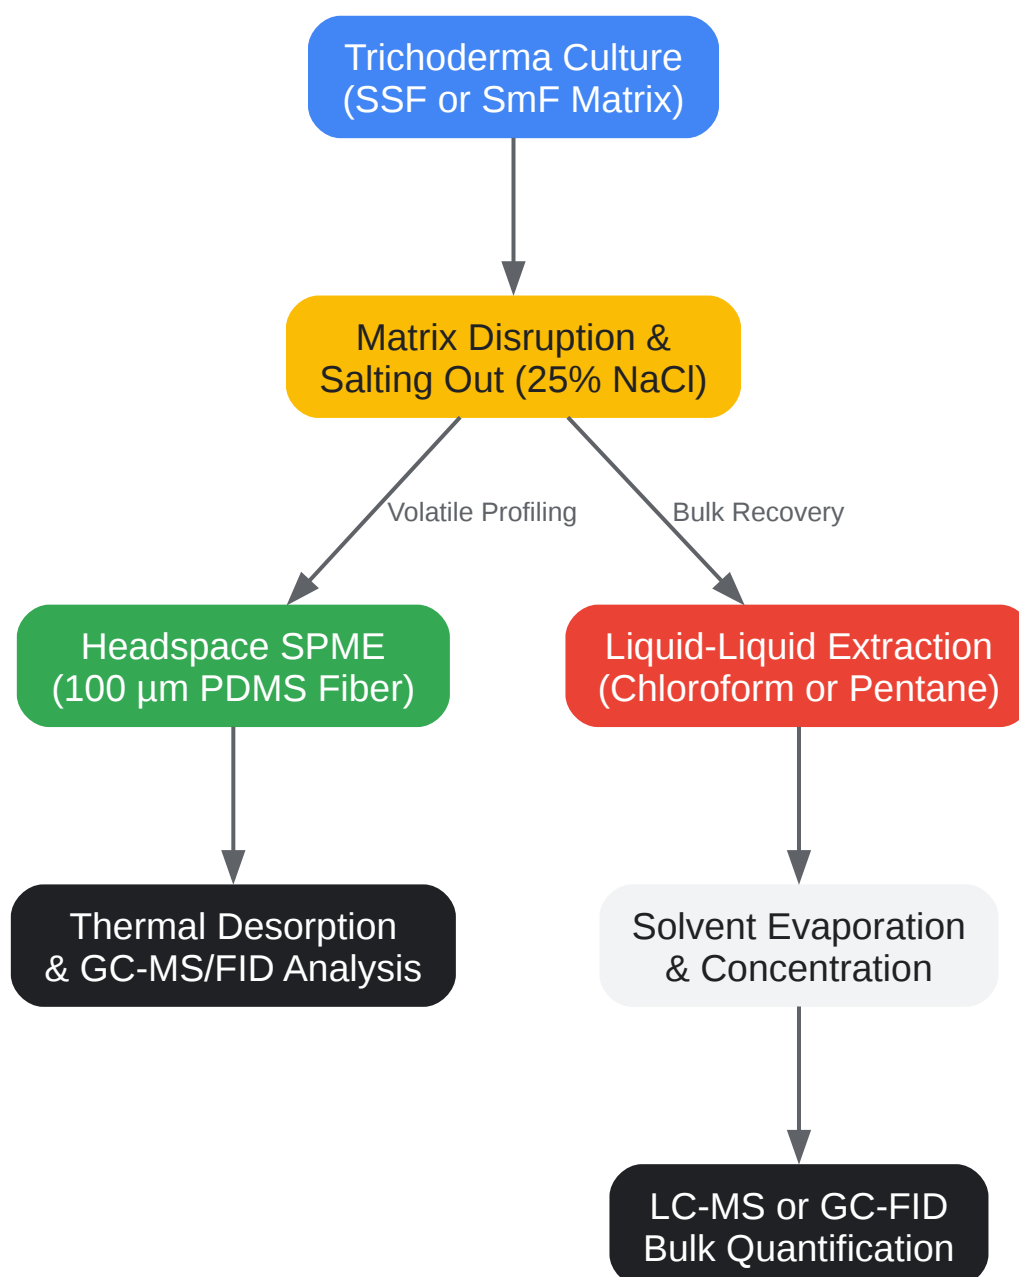 Trichoderma Culture
(SSF or SmF Matrix)
Matrix Disruption &
Salting Out (25% NaCl)
Volatile Profiling
Bulk Recovery
Headspace SPME
(100 µm PDMS Fiber)
Liquid-Liquid Extraction
(Chloroform or Pentane)
Thermal Desorption
& GC-MS/FID Analysis
Solvent Evaporation
& Concentration
LC-MS or GC-FID
Bulk Quantification